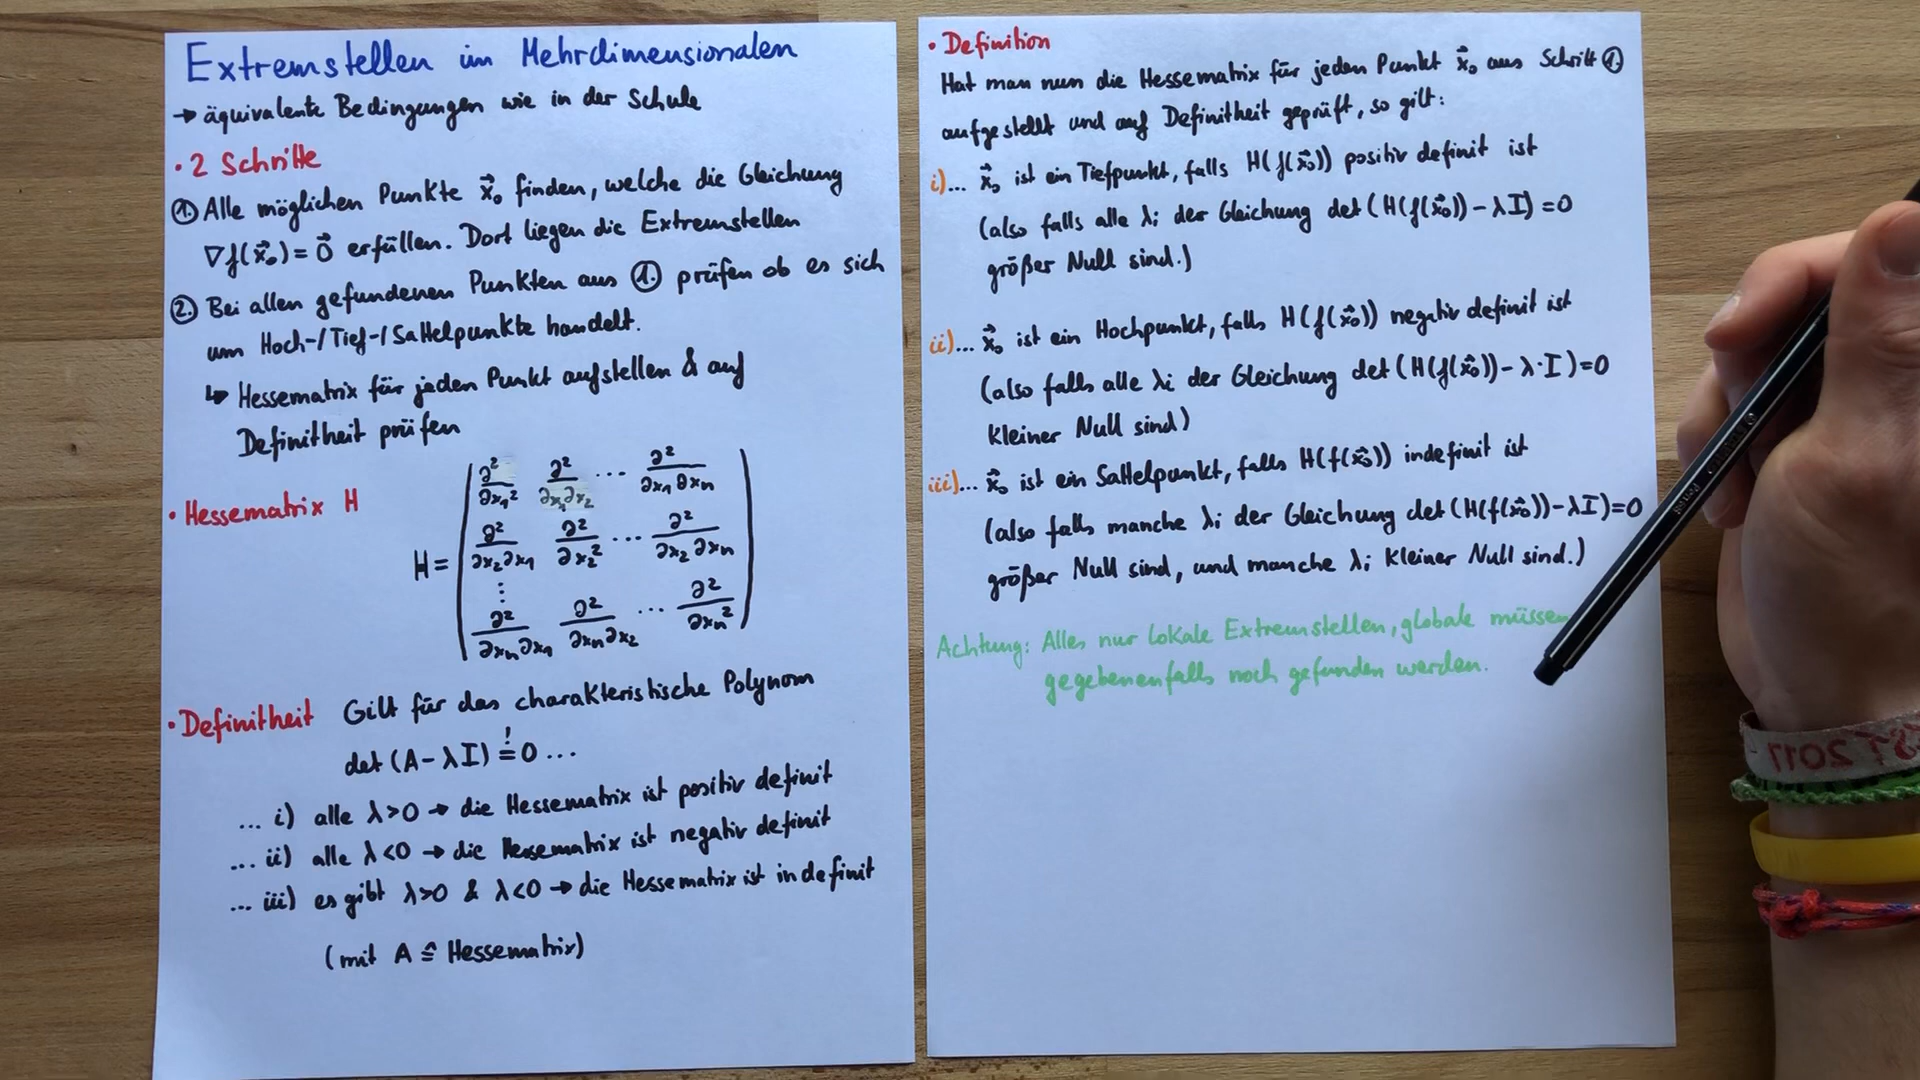 Extremstellen im Mehrdimensionalen
→ äquivalente Bedingungen wie in der Schule
• 2 Schritte
①. Alle möglichen Punkte x⃗₀ finden, welche die Gleichung
∇f(x⃗₀) = 0⃗ erfüllen. Dort liegen die Extremstellen
②. Bei allen gefundenen Punkten aus ①. prüfen ob es sich
um Hoch-/Tief-/Sattelpunkte handelt.
↳ Hessematrix für jeden Punkt aufstellen & auf
Definitheit prüfen
• Hessematrix H
∂²/∂x₁² ∂²/∂x₁∂x₂ ... ∂²/∂x₁∂xₙ
H = ∂²/∂x₂∂x₁ ∂²/∂x₂² ... ∂²/∂x₂∂xₙ
⋮
∂²/∂xₙ∂x₁ ∂²/∂xₙ∂x₂ ... ∂²/∂xₙ²
• Definitheit Gilt für das charakteristische Polynom
det (A - λI) =! 0 ...
... i) alle λ>0 → die Hessematrix ist positiv definit
... ii) alle λ<0 → die Hessematrix ist negativ definit
... iii) es gibt λ>0 & λ<0 → die Hessematrix ist indefinit
(mit A ≙ Hessematrix)
• Definition
Hat man nun die Hessematrix für jeden Punkt x⃗₀ aus Schritt ①.
aufgestellt und auf Definitheit geprüft, so gilt:
i)... x⃗₀ ist ein Tiefpunkt, falls H(f(x⃗₀)) positiv definit ist
(also falls alle λᵢ der Gleichung det (H(f(x⃗₀)) - λI) = 0
größer Null sind.)
ii)... x⃗₀ ist ein Hochpunkt, falls H(f(x⃗₀)) negativ definit ist
(also falls alle λᵢ der Gleichung det (H(f(x⃗₀)) - λ·I) = 0
kleiner Null sind)
iii)... x⃗₀ ist ein Sattelpunkt, falls H(f(x⃗₀)) indefinit ist
(also falls manche λᵢ der Gleichung det (H(f(x⃗₀)) - λI) = 0
größer Null sind, und manche λᵢ kleiner Null sind.)
Achtung: Alles nur lokale Extremstellen, globale müssen
gegebenenfalls noch gefunden werden.